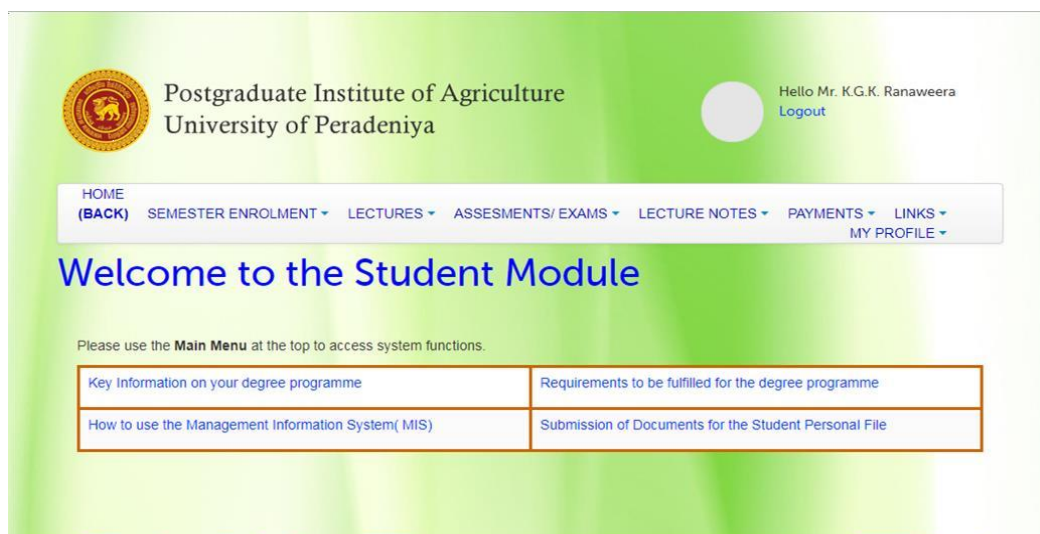 Postgraduate Institute of Agriculture
University of Peradeniya
Hello Mr. K.G.K. Ranaweera
Logout
HOME
(BACK) SEMESTER ENROLMENT LECTURES ASSESMENTS/ EXAMS LECTURE NOTES PAYMENTS LINKS
MY PROFILE
Welcome to the Student Module
Please use the Main Menu at the top to access system functions.
Key Information on your degree programme
Requirements to be fulfilled for the degree programme
How to use the Management Information System( MIS)
Submission of Documents for the Student Personal File